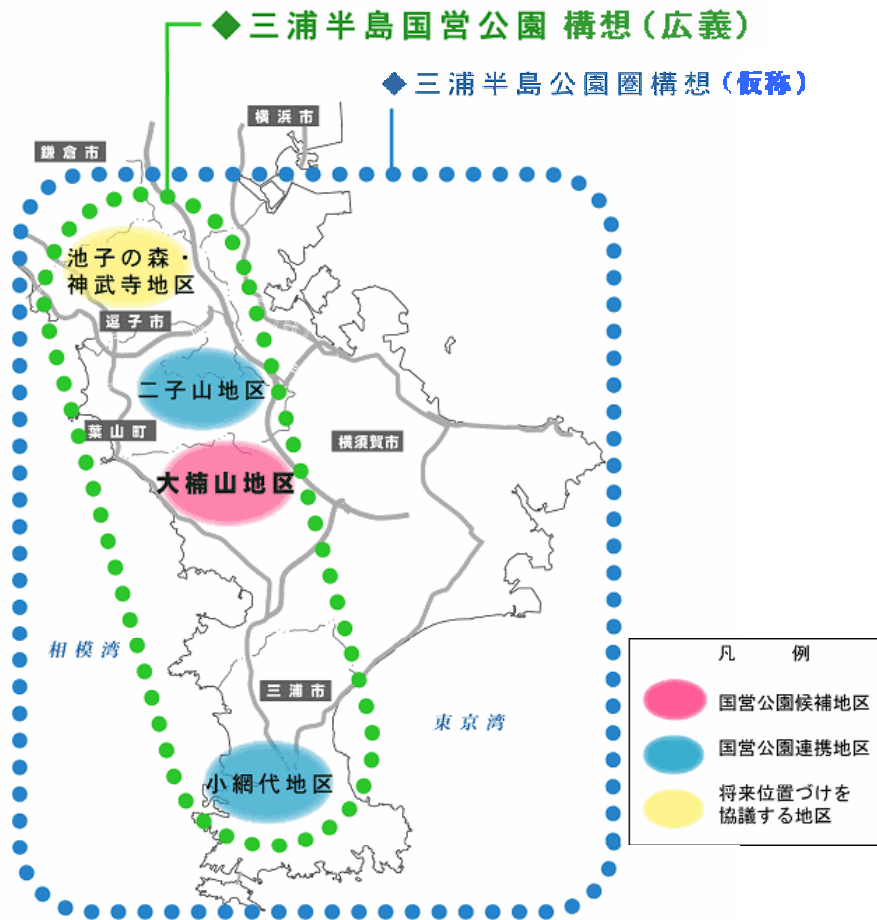 ◆三浦半島国営公園 構想（広義）
◆三浦半島公園圏構想（仮称）
横浜市
鎌倉市
池子の森・
神武寺地区
逗子市
二子山地区
葉山町
横須賀市
大楠山地区
相模湾
三浦市
東京湾
小網代地区
凡 例
国営公園候補地区
国営公園連携地区
将来位置づけを
協議する地区